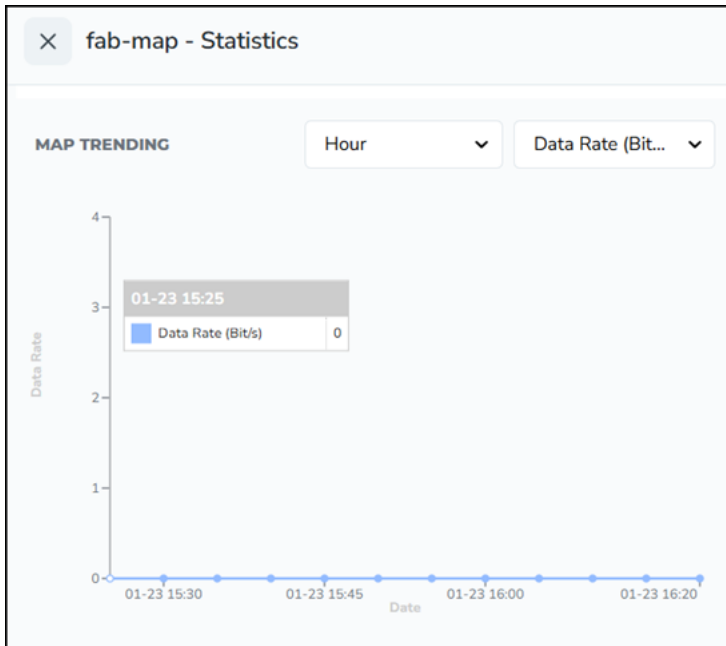 fab-map - Statistics
MAP TRENDING
Hour
Data Rate (Bit...
4
3
2
1
0
Data Rate
01-23 15:25
Data Rate (Bit/s) 0
01-23 15:30 01-23 15:45 01-23 16:00 01-23 16:20
Date